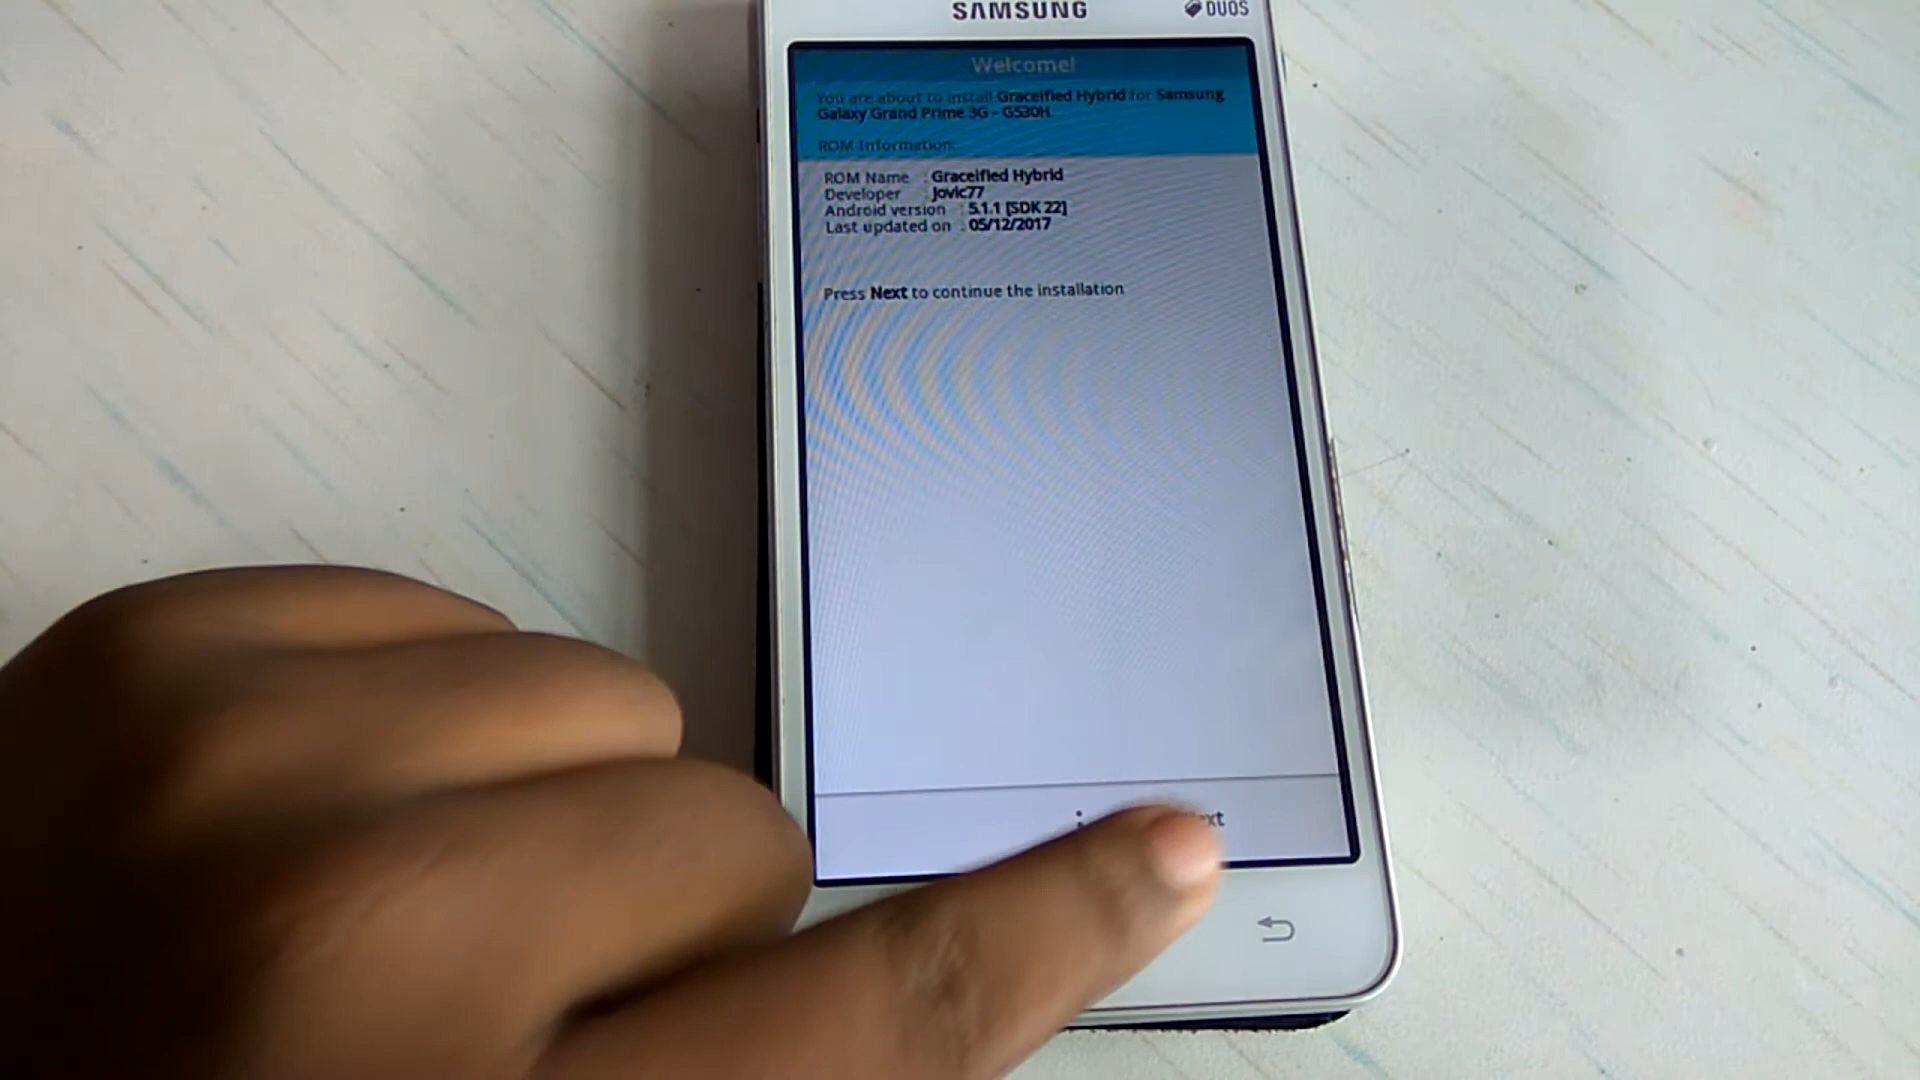 SAMSUNG
DUOS
Welcome!
You are about to install Graceified Hybrid for Samsung
Galaxy Grand Prime 3G - G530H.
ROM Information:
ROM Name : Graceified Hybrid
Developer : Jovic77
Android version : 5.1.1 [SDK 22]
Last updated on : 05/12/2017
Press Next to continue the installation